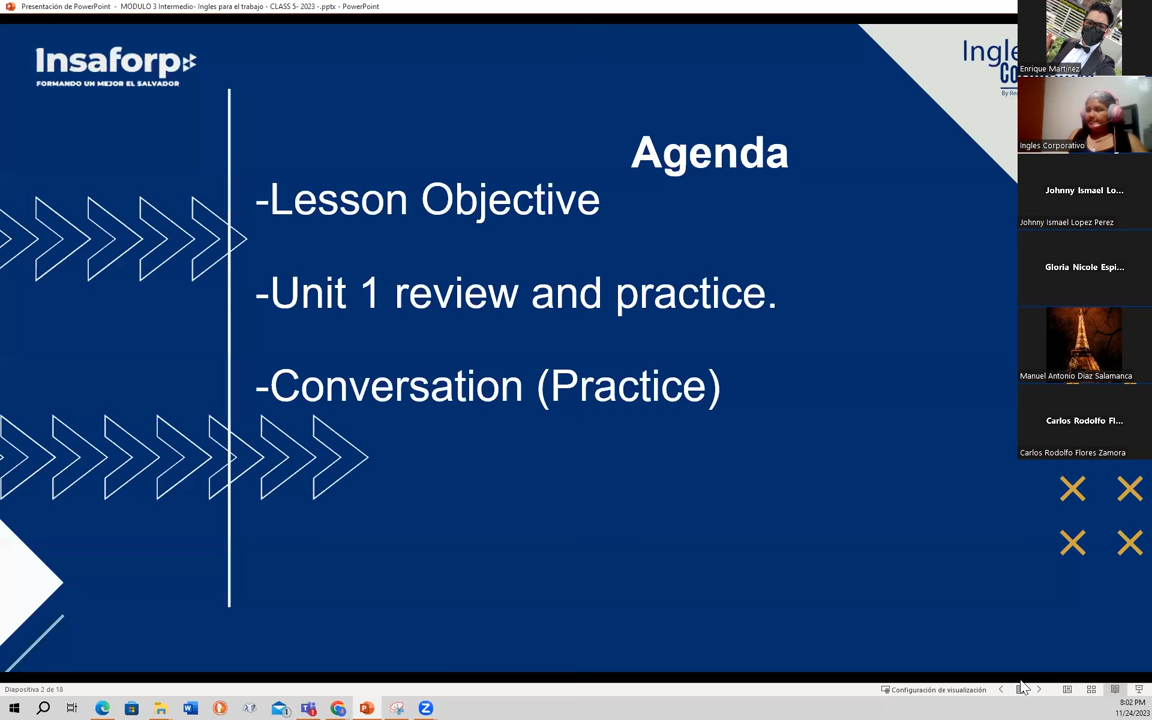 Presentación de PowerPoint - MODULO 3 Intermedio- Ingles para el trabajo - CLASS 5- 2023 -.pptx - PowerPoint
Insaforp
FORMANDO UN MEJOR EL SALVADOR
Agenda
-Lesson Objective
-Unit 1 review and practice.
-Conversation (Practice)
Enrique Martinez
Ingles Corporativo
Johnny Ismael Lo...
Johnny Ismael Lopez Perez
Gloria Nicole Espi...
Manuel Antonio Diaz Salamanca
Carlos Rodolfo Fl...
Carlos Rodolfo Flores Zamora
Diapositiva 2 de 18
Configuración de visualización
8:02 PM
11/24/2023